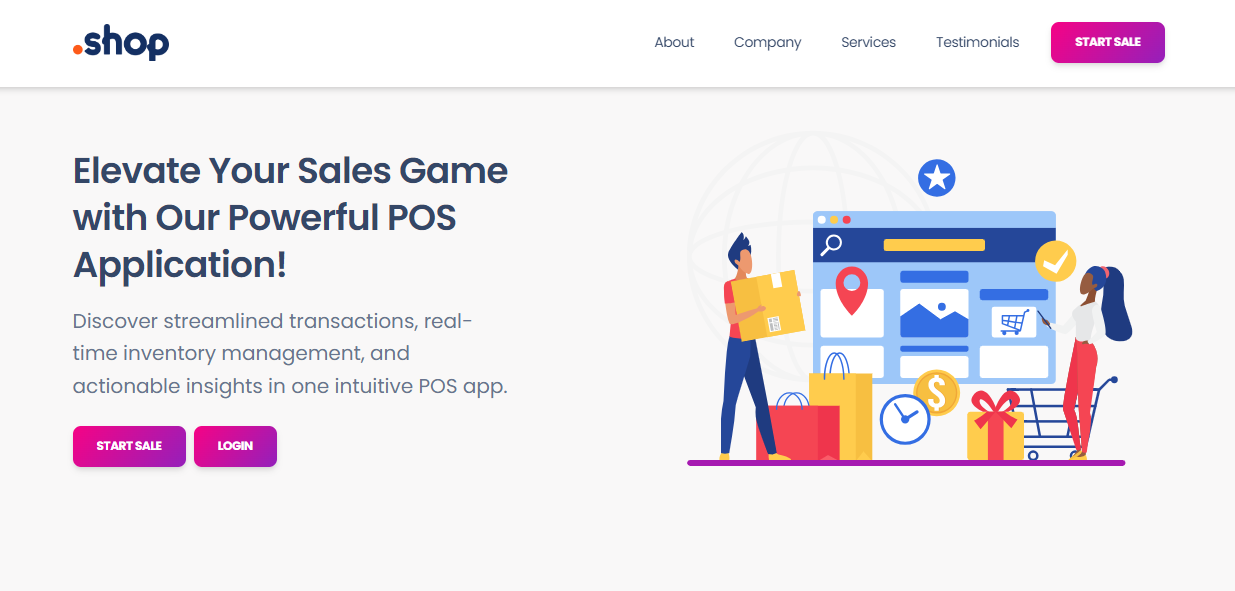 .shop
About Company Services Testimonials START SALE
Elevate Your Sales Game
with Our Powerful POS
Application!
Discover streamlined transactions, real-
time inventory management, and
actionable insights in one intuitive POS app.
START SALE LOGIN
$